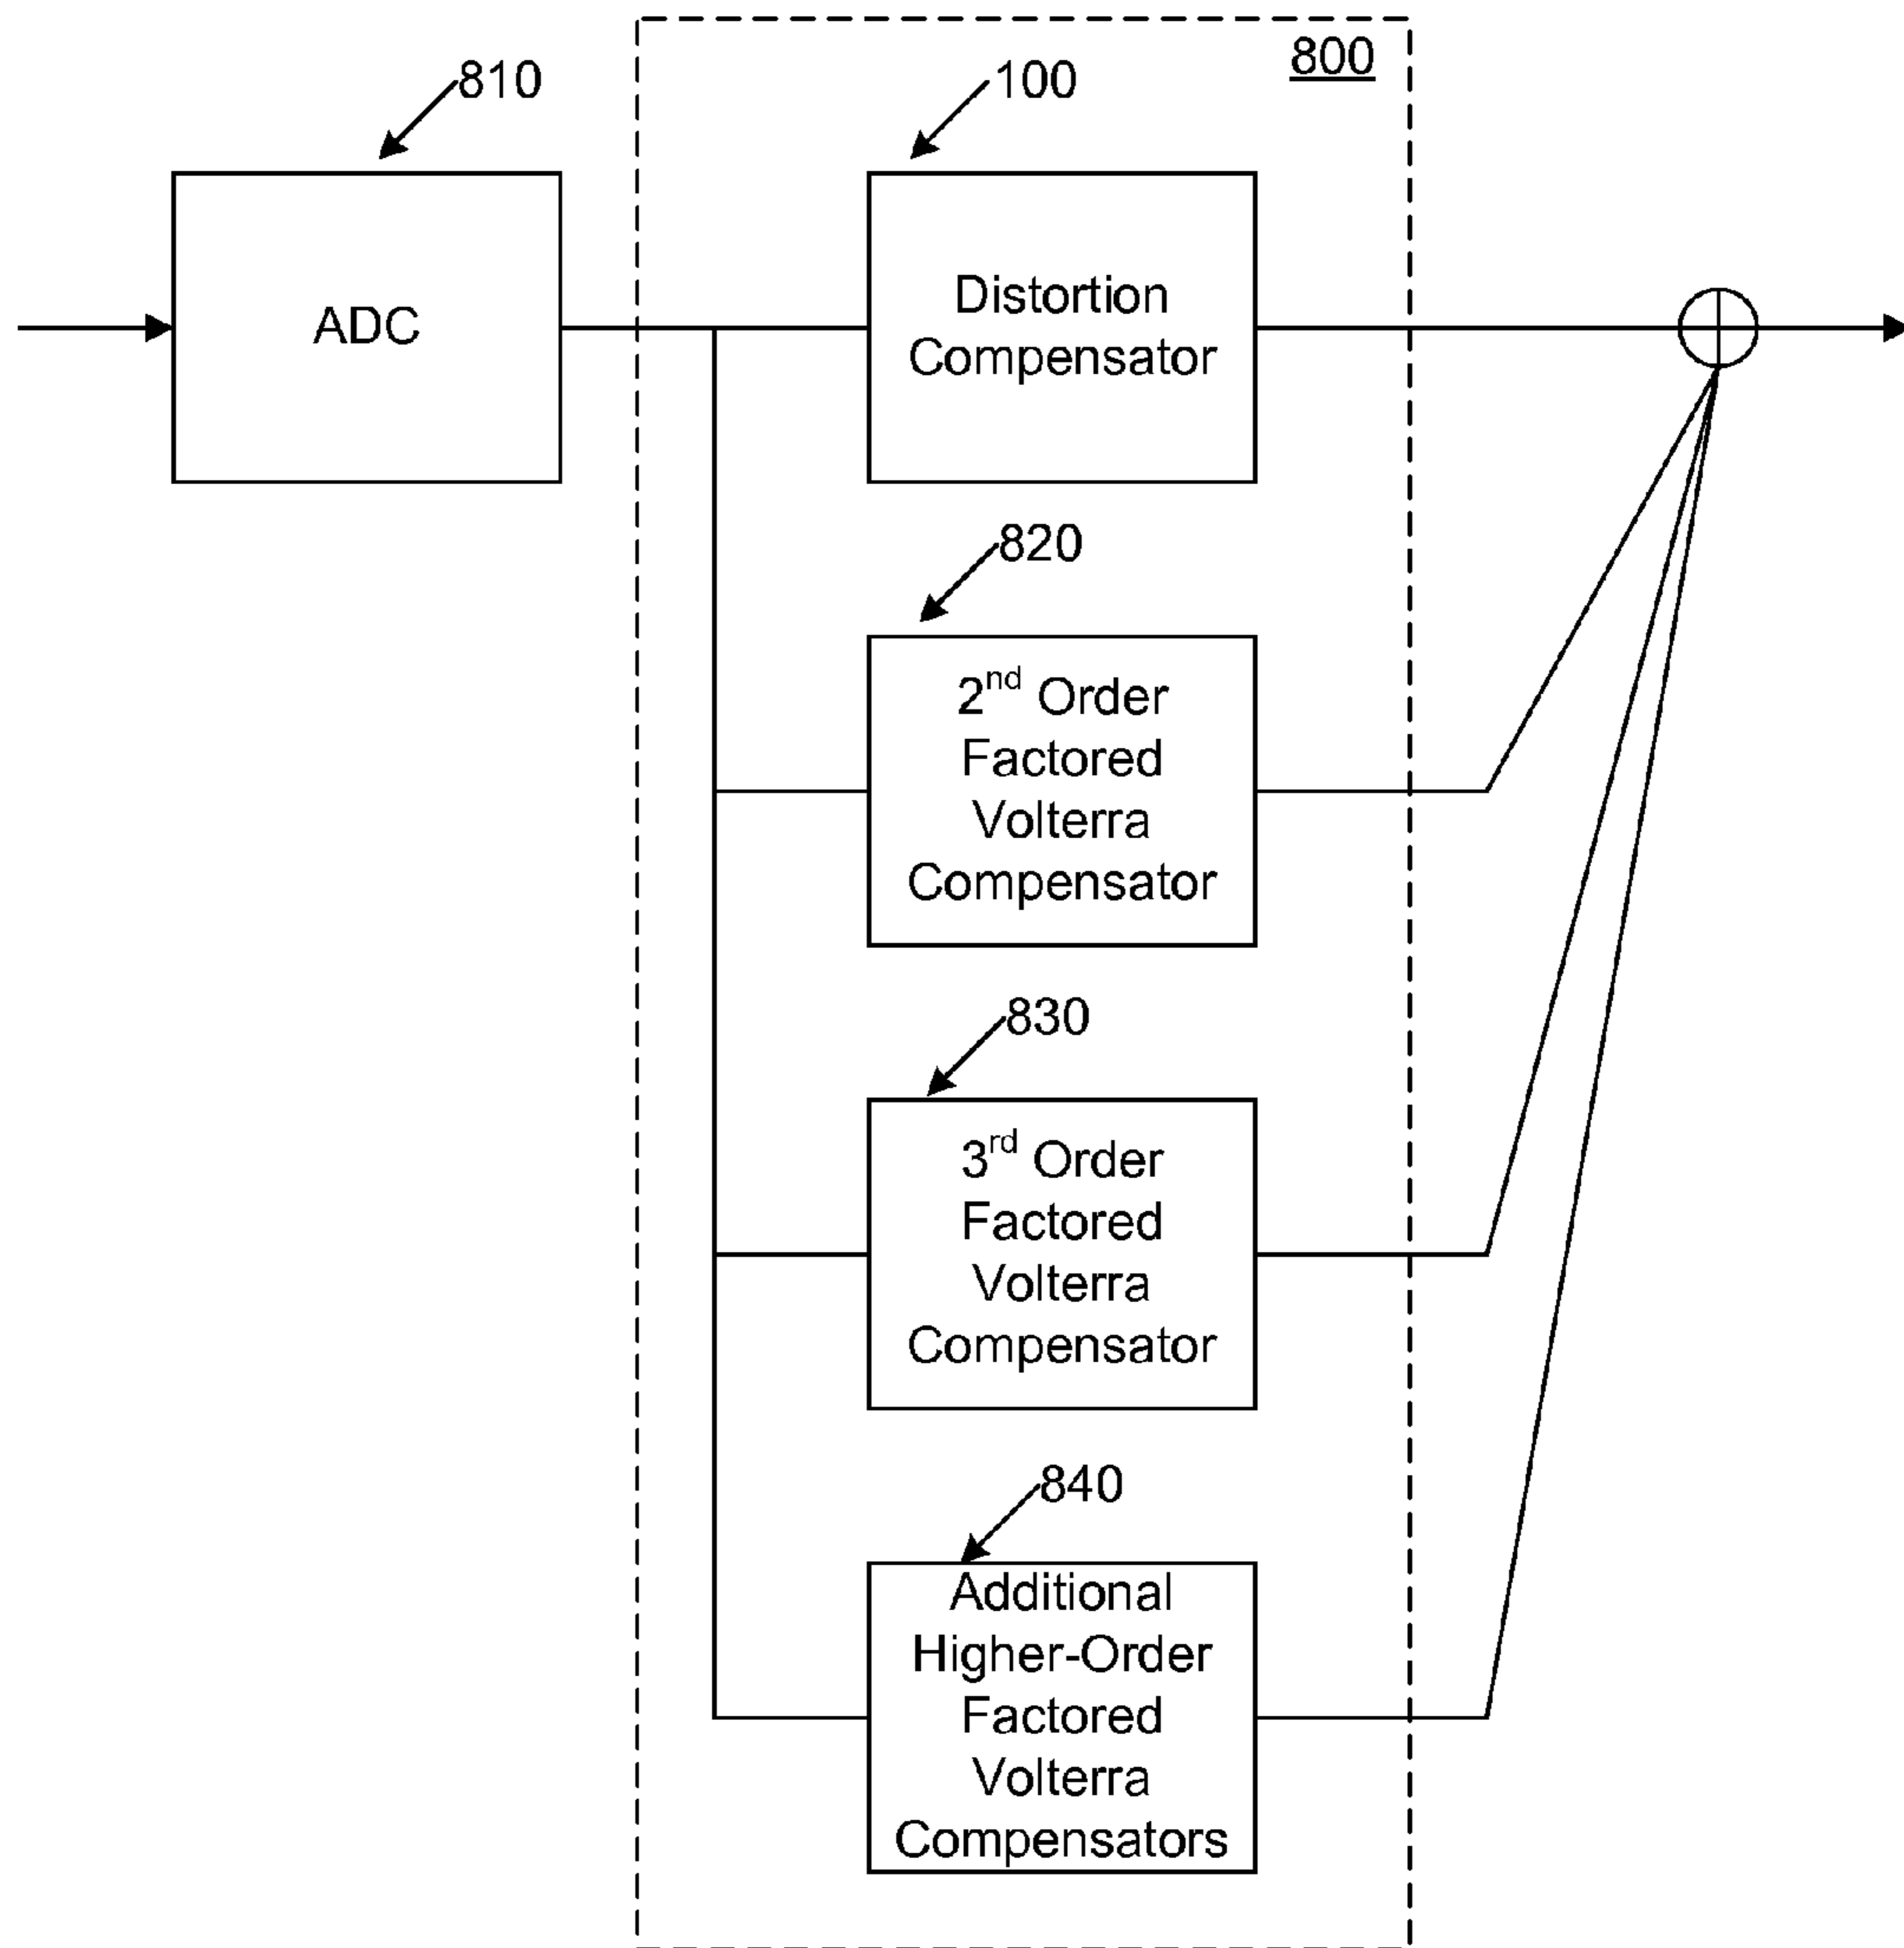 800
810
100
ADC
Distortion
Compensator
820
2nd Order
Factored
Volterra
Compensator
830
3rd Order
Factored
Volterra
Compensator
840
Additional
Higher-Order
Factored
Volterra
Compensators